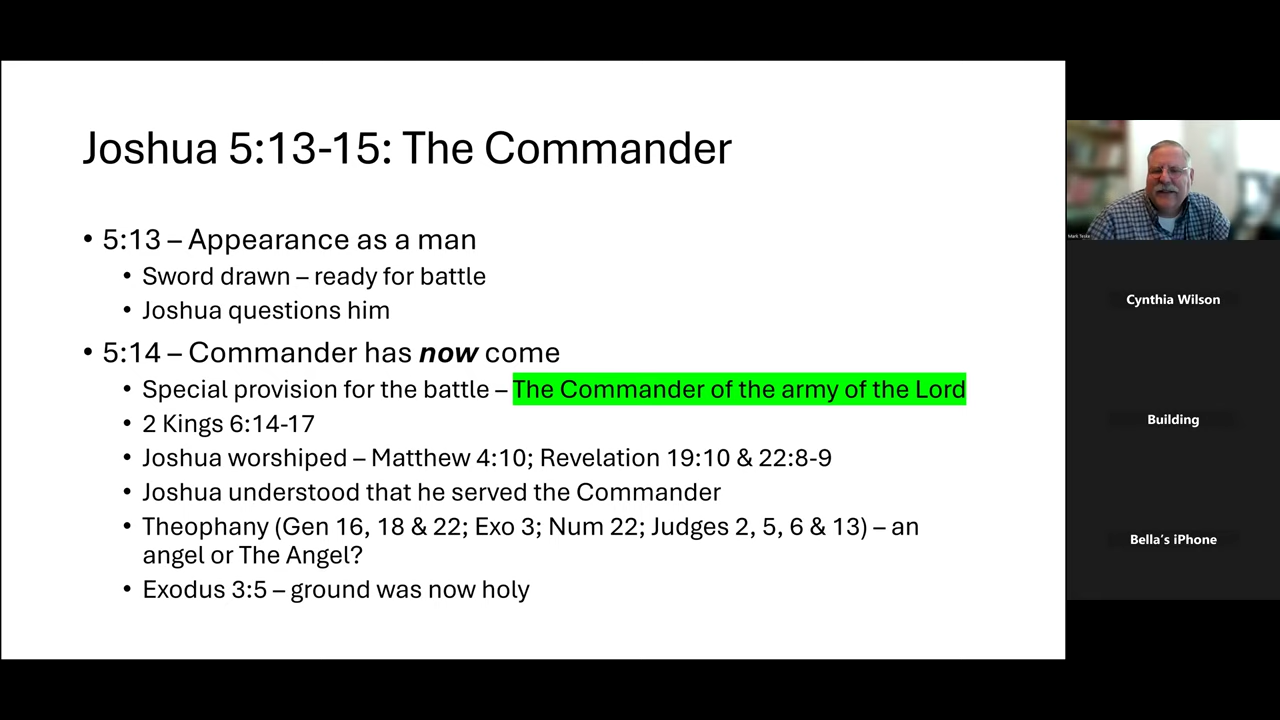 Joshua 5:13-15: The Commander
• 5:13 – Appearance as a man
• Sword drawn – ready for battle
• Joshua questions him
• 5:14 – Commander has now come
• Special provision for the battle – The Commander of the army of the Lord
• 2 Kings 6:14-17
• Joshua worshiped – Matthew 4:10; Revelation 19:10 & 22:8-9
• Joshua understood that he served the Commander
• Theophany (Gen 16, 18 & 22; Exo 3; Num 22; Judges 2, 5, 6 & 13) – an
angel or The Angel?
• Exodus 3:5 – ground was now holy
Cynthia Wilson
Building
Bella’s iPhone